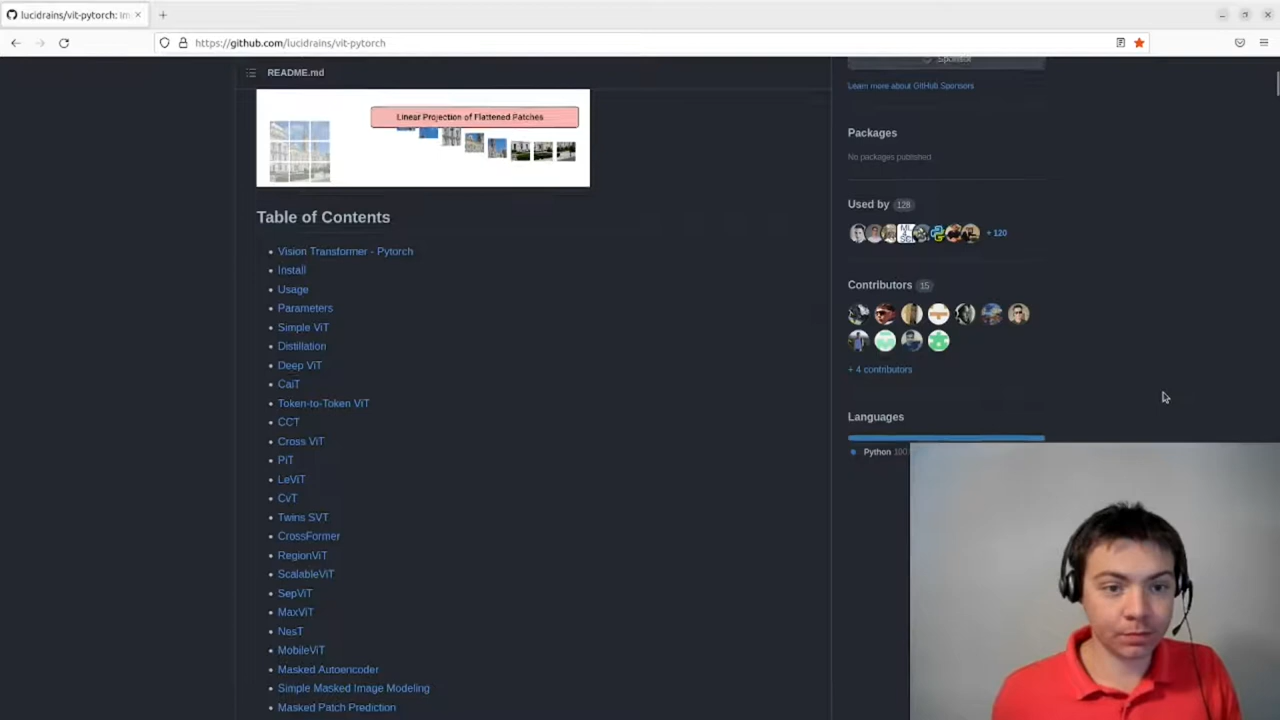 lucidrains/vit-pytorch: Im
https://github.com/lucidrains/vit-pytorch
README.md
Linear Projection of Flattened Patches
Table of Contents
Vision Transformer - Pytorch
Install
Usage
Parameters
Simple ViT
Distillation
Deep ViT
CaiT
Token-to-Token ViT
CCT
Cross ViT
PiT
LeViT
CvT
Twins SVT
CrossFormer
RegionViT
ScalableViT
SepViT
MaxViT
NesT
MobileViT
Masked Autoencoder
Simple Masked Image Modeling
Masked Patch Prediction
Sponsor
Learn more about GitHub Sponsors
Packages
No packages published
Used by 128
+ 120
Contributors 15
+ 4 contributors
Languages
Python 100